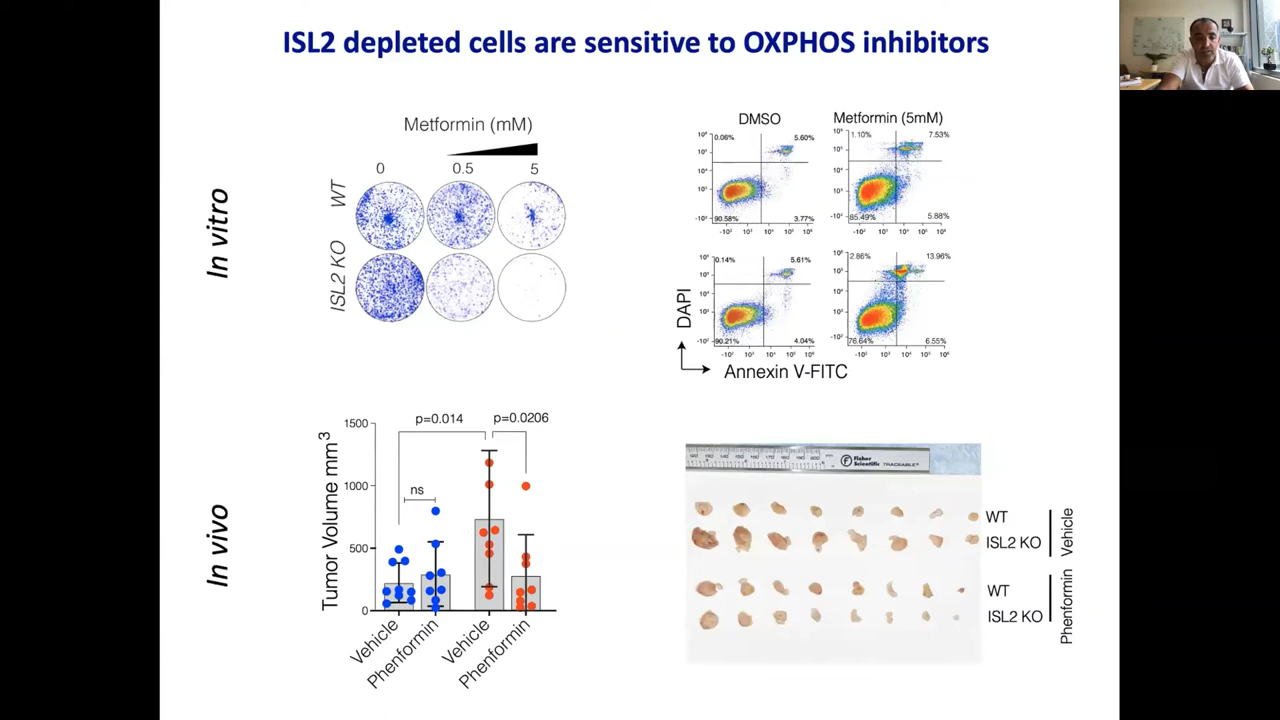 ISL2 depleted cells are sensitive to OXPHOS inhibitors
In vitro
Metformin (mM)
0 0.5 5
WT
ISL2 KO
DMSO
Metformin (5mM)
0.06% 5.60%
90.58% 3.77%
1.10% 7.53%
85.49% 5.88%
0.14% 5.61%
90.21% 4.04%
2.86% 13.96%
76.64% 6.55%
DAPI
Annexin V-FITC
In vivo
Tumor Volume mm³
1500
1000
500
0
p=0.014 p=0.0206
ns
Vehicle
Phenformin
Vehicle
Phenformin
Fisher
Scientific TRACEABLE
WT
ISL2 KO
Vehicle
WT
ISL2 KO
Phenformin